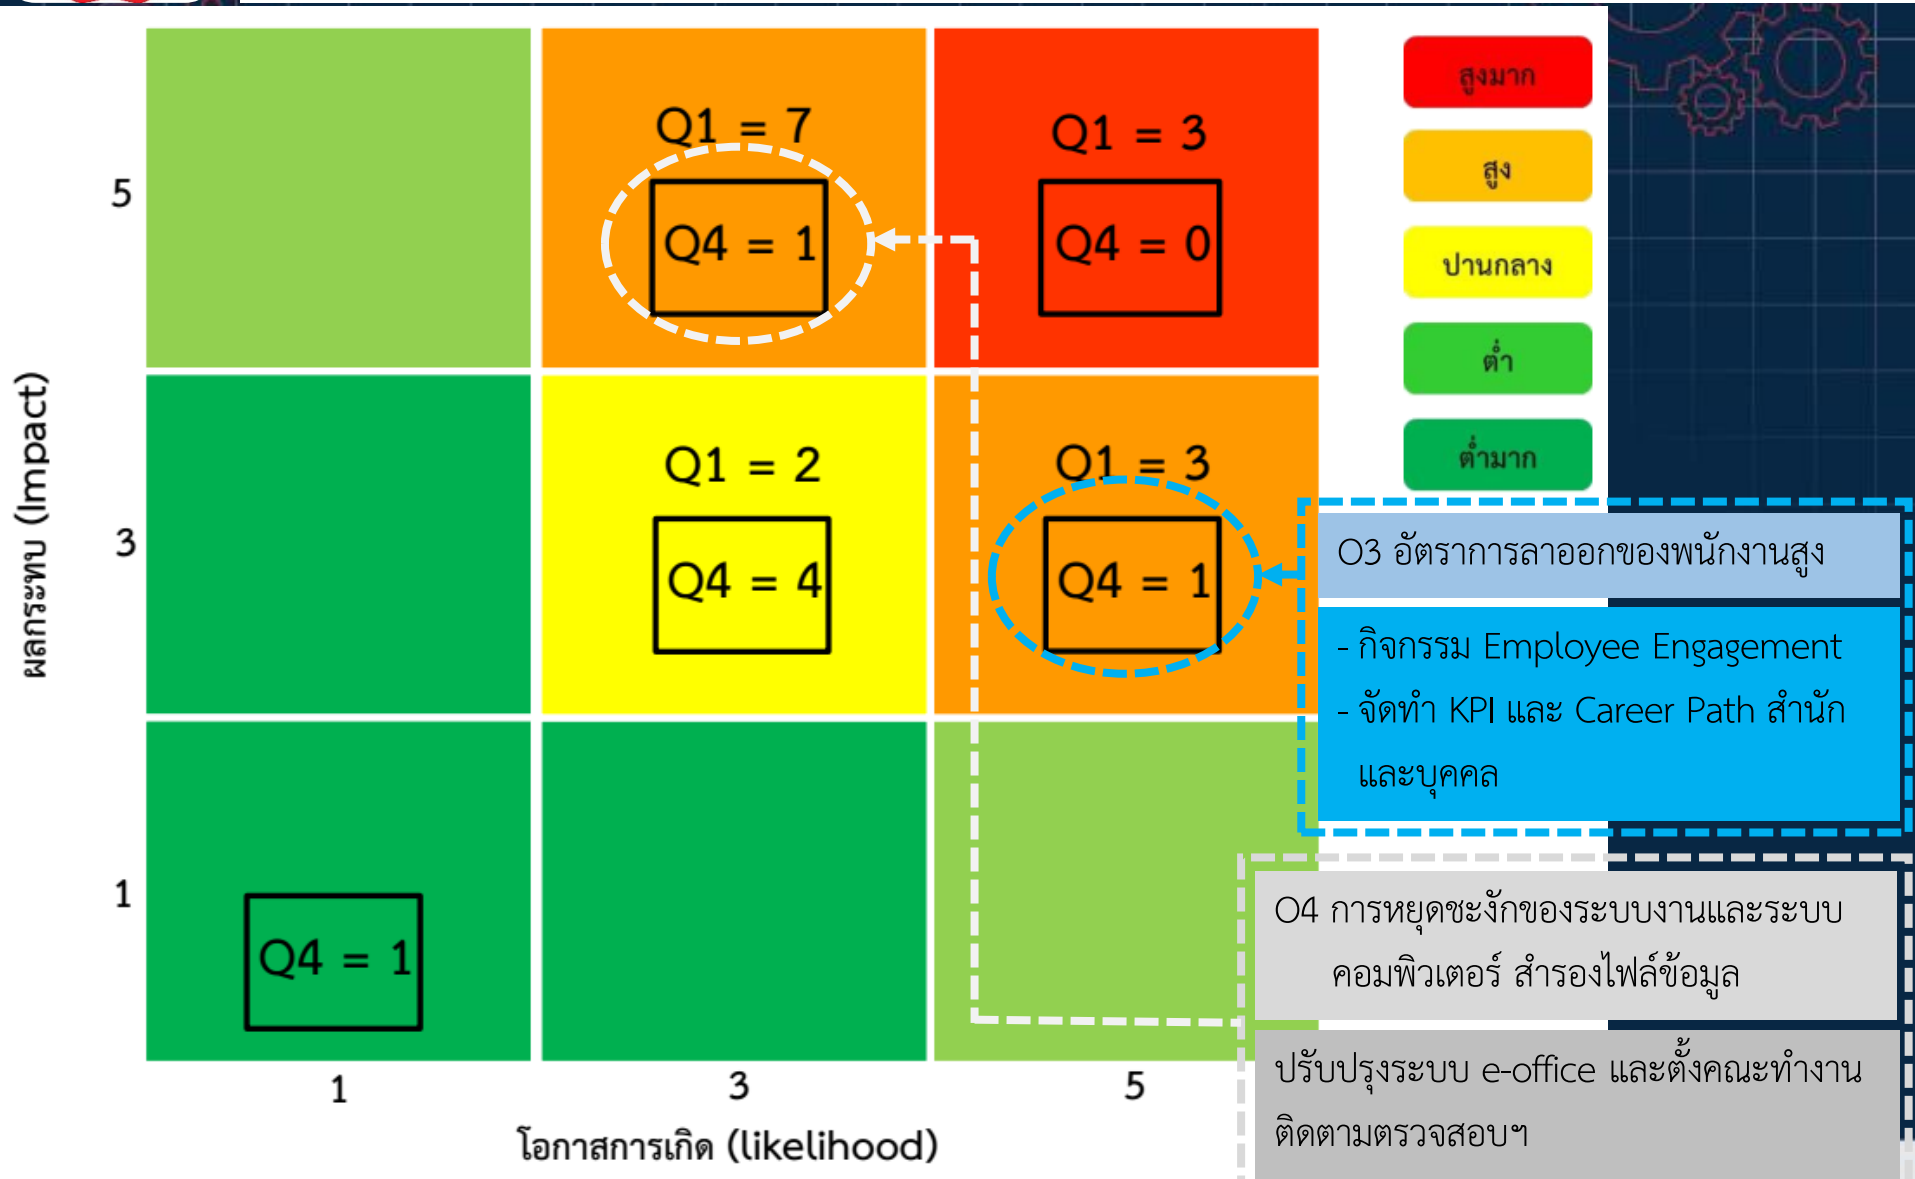 Q1 = 7
Q4 = 1
Q1 = 3
Q4 = 0
สูงมาก
สูง
ปานกลาง
ต่ำ
ต่ำมาก
5
ผลกระทบ (Impact)
3
Q1 = 2
Q4 = 4
Q1 = 3
Q4 = 1
O3 อัตราการลาออกของพนักงานสูง
- กิจกรรม Employee Engagement
- จัดทำ KPI และ Career Path สำนัก
และบุคคล
1
Q4 = 1
O4 การหยุดชะงักของระบบงานและระบบ
คอมพิวเตอร์ สำรองไฟล์ข้อมูล
ปรับปรุงระบบ e-office และตั้งคณะทำงาน
ติดตามตรวจสอบฯ
1
3
5
โอกาสการเกิด (likelihood)